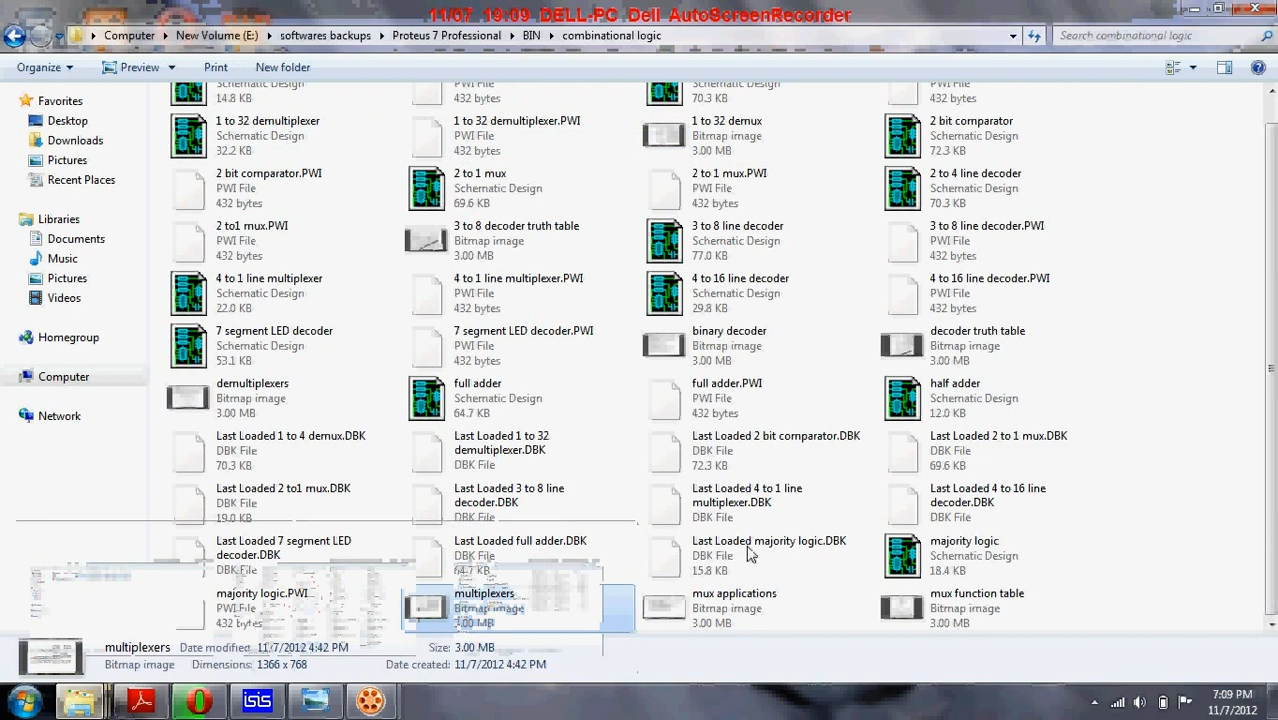 11/07 19:09 DELL-PC Dell AutoScreenRecorder
Computer New Volume (E:) softwares backups Proteus 7 Professional BIN combinational logic
Search combinational logic
Organize Preview Print New folder
Favorites
Desktop
Downloads
Pictures
Recent Places
Libraries
Documents
Music
Pictures
Videos
Homegroup
Computer
Network
Schematic Design PWI File Schematic Design PWI File
14.8 KB 432 bytes 70.3 KB 432 bytes
1 to 32 demultiplexer 1 to 32 demultiplexer.PWI 1 to 32 demux 2 bit comparator
Schematic Design PWI File Bitmap image Schematic Design
32.2 KB 432 bytes 3.00 MB 72.3 KB
2 bit comparator.PWI 2 to 1 mux 2 to 1 mux.PWI 2 to 4 line decoder
PWI File Schematic Design PWI File Schematic Design
432 bytes 69.6 KB 432 bytes 70.3 KB
2 to1 mux.PWI 3 to 8 decoder truth table 3 to 8 line decoder 3 to 8 line decoder.PWI
PWI File Bitmap image Schematic Design PWI File
432 bytes 3.00 MB 77.0 KB 432 bytes
4 to 1 line multiplexer 4 to 1 line multiplexer.PWI 4 to 16 line decoder 4 to 16 line decoder.PWI
Schematic Design PWI File Schematic Design PWI File
22.0 KB 432 bytes 29.8 KB 432 bytes
7 segment LED decoder 7 segment LED decoder.PWI binary decoder decoder truth table
Schematic Design PWI File Bitmap image Bitmap image
53.1 KB 432 bytes 3.00 MB 3.00 MB
demultiplexers full adder full adder.PWI half adder
Bitmap image Schematic Design PWI File Schematic Design
3.00 MB 64.7 KB 432 bytes 12.0 KB
Last Loaded 1 to 4 demux.DBK Last Loaded 1 to 32 Last Loaded 2 bit comparator.DBK Last Loaded 2 to 1 mux.DBK
DBK File demultiplexer.DBK DBK File DBK File
70.3 KB DBK File 72.3 KB 69.6 KB
Last Loaded 2 to1 mux.DBK Last Loaded 3 to 8 line Last Loaded 4 to 1 line Last Loaded 4 to 16 line
DBK File decoder.DBK multiplexer.DBK decoder.DBK
19.0 KB DBK File DBK File DBK File
Last Loaded 7 segment LED Last Loaded full adder.DBK Last Loaded majority logic.DBK majority logic
decoder.DBK DBK File DBK File Schematic Design
DBK File 64.7 KB 15.8 KB 18.4 KB
majority logic.PWI multiplexers mux applications mux function table
PWI File Bitmap image Bitmap image Bitmap image
432 bytes 3.00 MB 3.00 MB 3.00 MB
multiplexers Date modified: 11/7/2012 4:42 PM Size: 3.00 MB
Bitmap image Dimensions: 1366 x 768 Date created: 11/7/2012 4:42 PM
isis
7:09 PM
11/7/2012